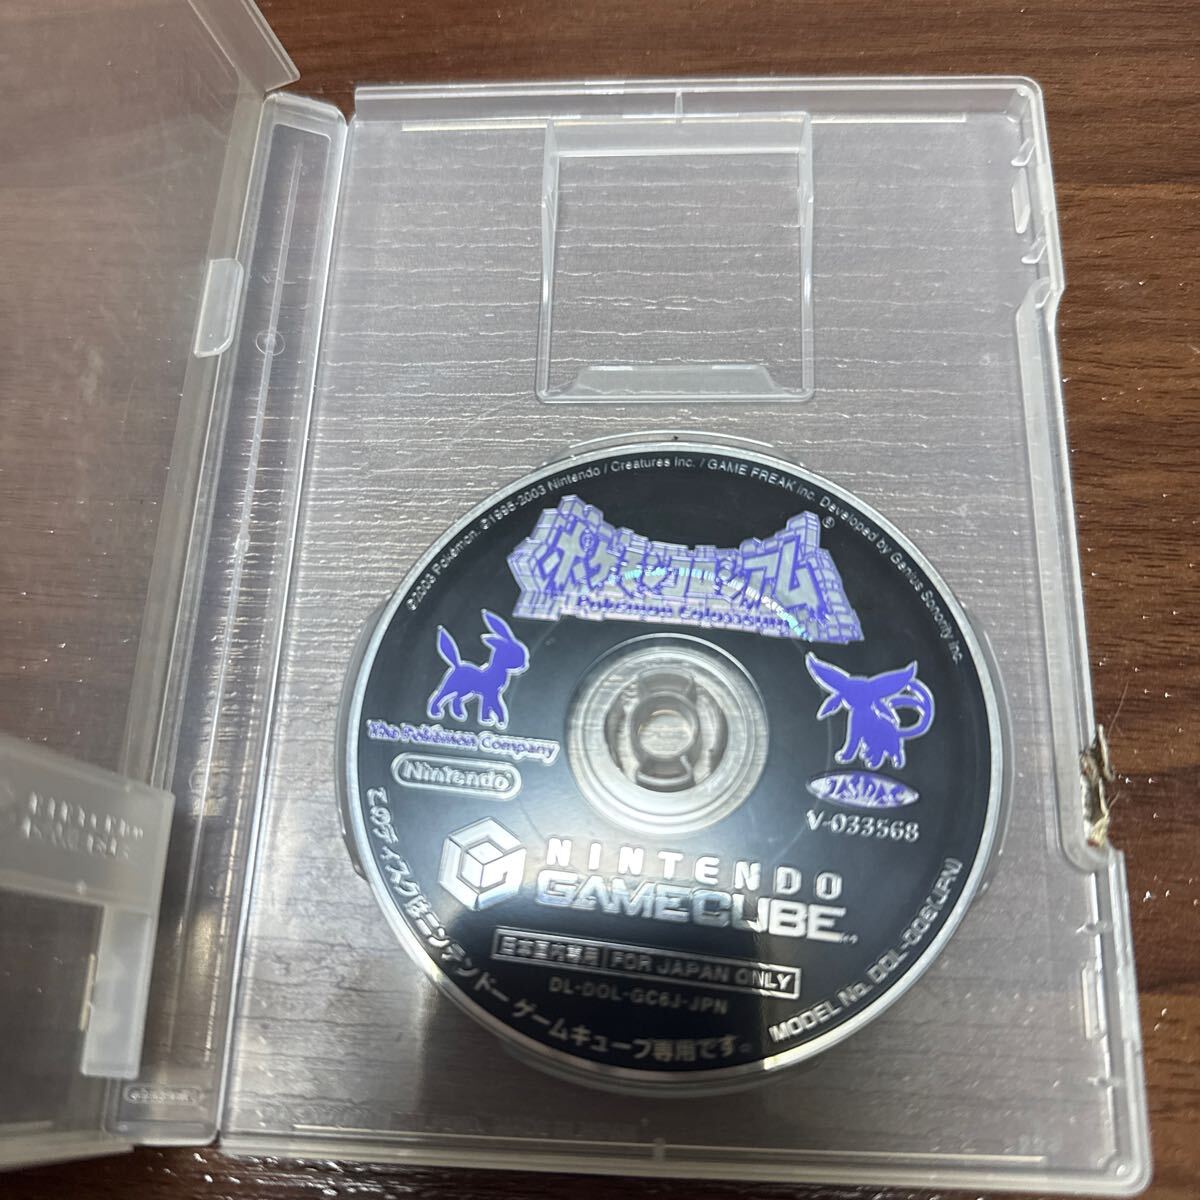 ©2003 Pokémon. ©1995-2003 Nintendo / Creatures Inc. / GAME FREAK Inc. Developed by Genius Sonority Inc.
ポケモンコロシアム
Pokémon Colosseum
The Pokémon Company
Nintendo
JASRAC
V-033568
NINTENDO
GAMECUBE
日本国内専用 FOR JAPAN ONLY
DL-DOL-GC6J-JPN
このディスクはニンテンドーゲームキューブ専用です。
MODEL No. DOL-006(JPN)